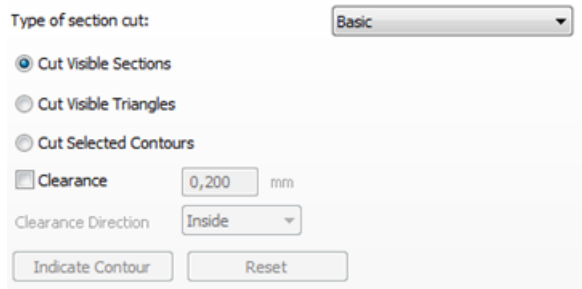 Type of section cut: Basic
Cut Visible Sections
Cut Visible Triangles
Cut Selected Contours
Clearance 0,200 mm
Clearance Direction Inside
Indicate Contour Reset